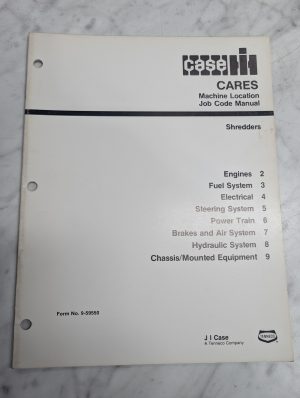 case IH
CARES
Machine Location
Job Code Manual
Shredders
Engines 2
Fuel System 3
Electrical 4
Steering System 5
Power Train 6
Brakes and Air System 7
Hydraulic System 8
Chassis/Mounted Equipment 9
Form No. 9-59550
J I Case
A Tenneco Company
TENNECO